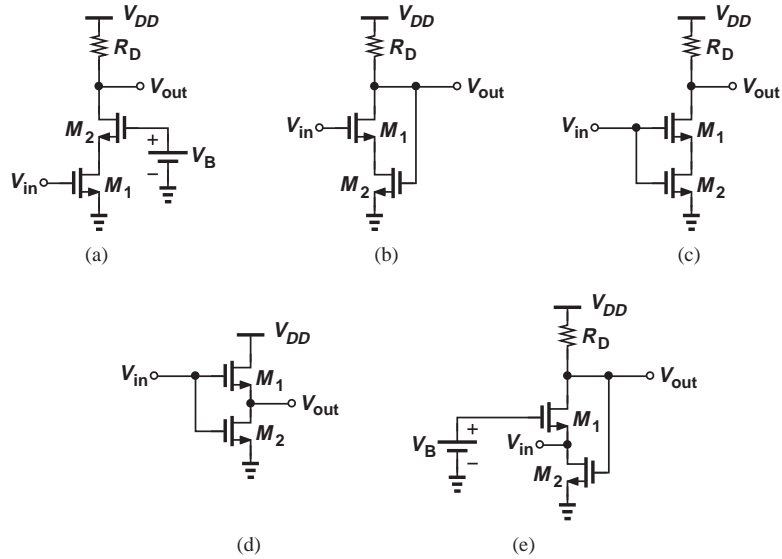 V_DD V_DD V_DD
R_D R_D R_D
V_out V_out V_out
M_2 V_in M_1 V_in M_1
+
− V_B
V_in M_1 M_2 M_2
(a) (b) (c)
V_DD V_DD
R_D
V_in M_1 V_out
V_out M_1
M_2 V_B + V_in
−
M_2
(d) (e)